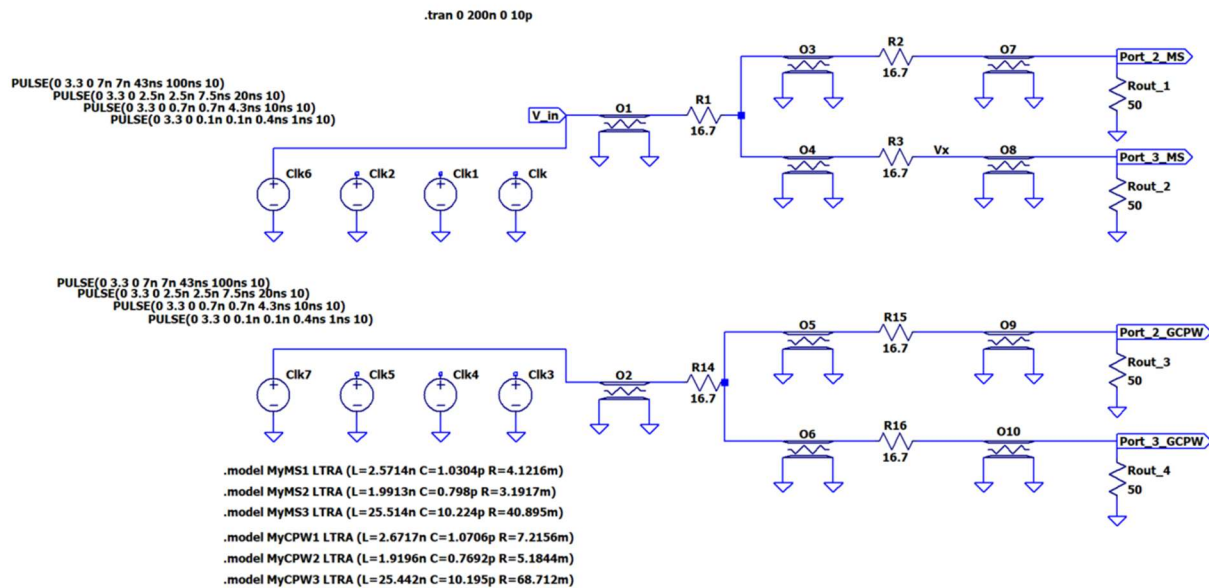 .tran 0 200n 0 10p
PULSE(0 3.3 0 7n 7n 43ns 100ns 10)
PULSE(0 3.3 0 2.5n 2.5n 7.5ns 20ns 10)
PULSE(0 3.3 0 0.7n 0.7n 4.3ns 10ns 10)
PULSE(0 3.3 0 0.1n 0.1n 0.4ns 1ns 10)
V_in
O1
R1
16.7
O3
R2
16.7
O7
Port_2_MS
Rout_1
50
O4
R3
16.7
Vx
O8
Port_3_MS
Rout_2
50
Clk6
Clk2
Clk1
Clk
PULSE(0 3.3 0 7n 7n 43ns 100ns 10)
PULSE(0 3.3 0 2.5n 2.5n 7.5ns 20ns 10)
PULSE(0 3.3 0 0.7n 0.7n 4.3ns 10ns 10)
PULSE(0 3.3 0 0.1n 0.1n 0.4ns 1ns 10)
Clk7
Clk5
Clk4
Clk3
O2
R14
16.7
O5
R15
16.7
O9
Port_2_GCPW
Rout_3
50
O6
R16
16.7
O10
Port_3_GCPW
Rout_4
50
.model MyMS1 LTRA (L=2.5714n C=1.0304p R=4.1216m)
.model MyMS2 LTRA (L=1.9913n C=0.798p R=3.1917m)
.model MyMS3 LTRA (L=25.514n C=10.224p R=40.895m)
.model MyCPW1 LTRA (L=2.6717n C=1.0706p R=7.2156m)
.model MyCPW2 LTRA (L=1.9196n C=0.7692p R=5.1844m)
.model MyCPW3 LTRA (L=25.442n C=10.195p R=68.712m)